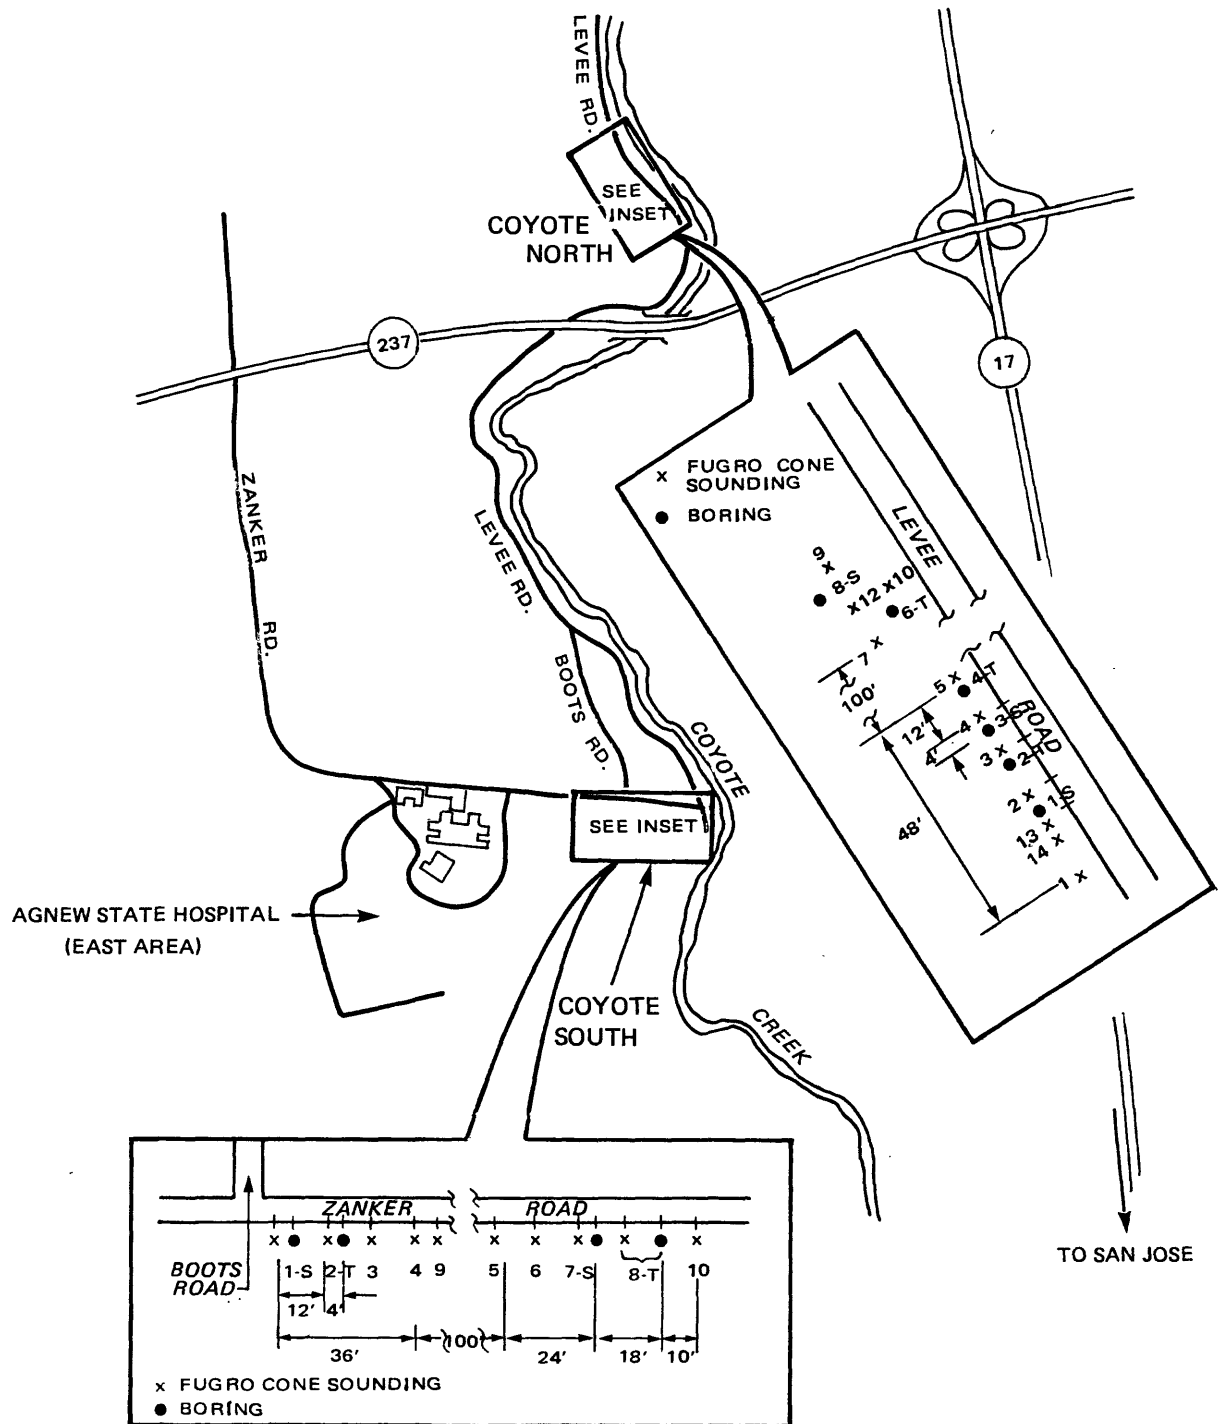 LEVEE RD.
SEE
INSET
COYOTE
NORTH
237
17
ZANKER RD.
LEVEE RD.
BOOTS RD.
COYOTE
CREEK
SEE INSET
AGNEW STATE HOSPITAL
(EAST AREA)
COYOTE
SOUTH
TO SAN JOSE
x FUGRO CONE
SOUNDING
● BORING
LEVEE
ROAD
9
8-S
12
10
6-T
7
100'
5
4-T
12'
4
3-S
4'
3
2-T
2
1-S
13
14
48'
1
ZANKER ROAD
BOOTS
ROAD
1-S 2-T 3 4 9 5 6 7-S 8-T 10
12' 4'
100'
36' 24' 18' 10'
x FUGRO CONE SOUNDING
● BORING